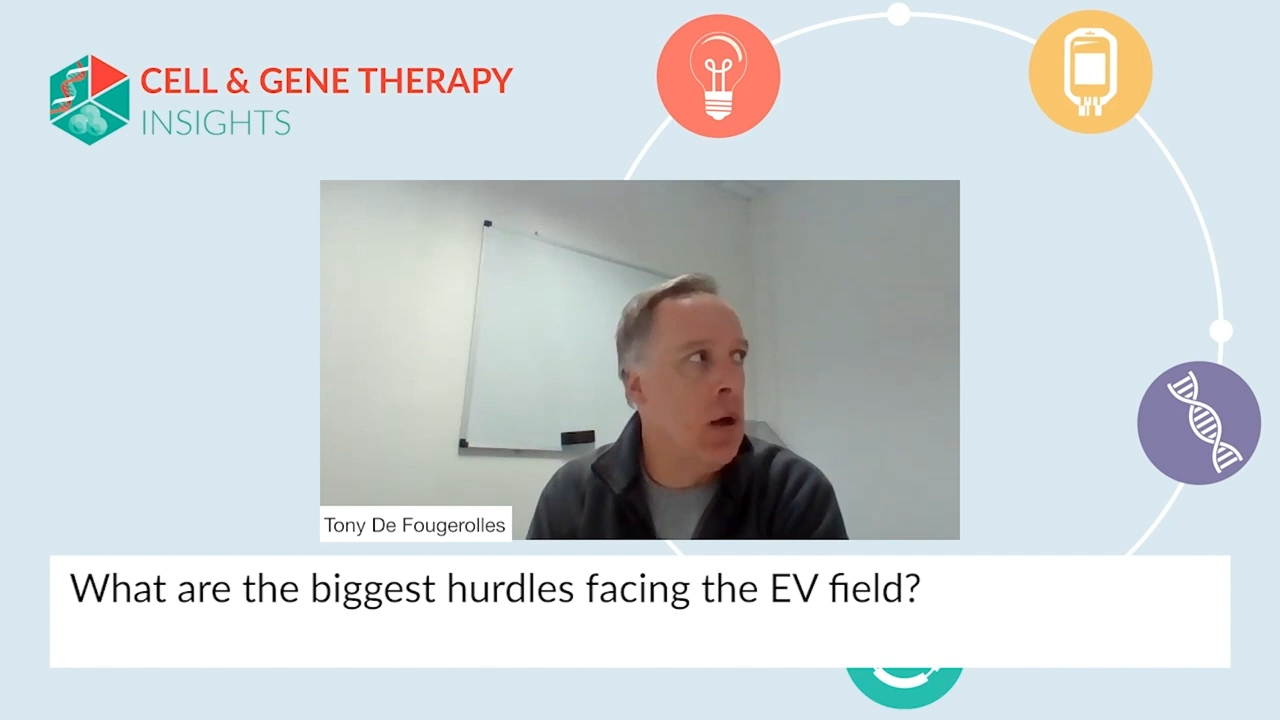 CELL & GENE THERAPY
INSIGHTS
Tony De Fougerolles
What are the biggest hurdles facing the EV field?